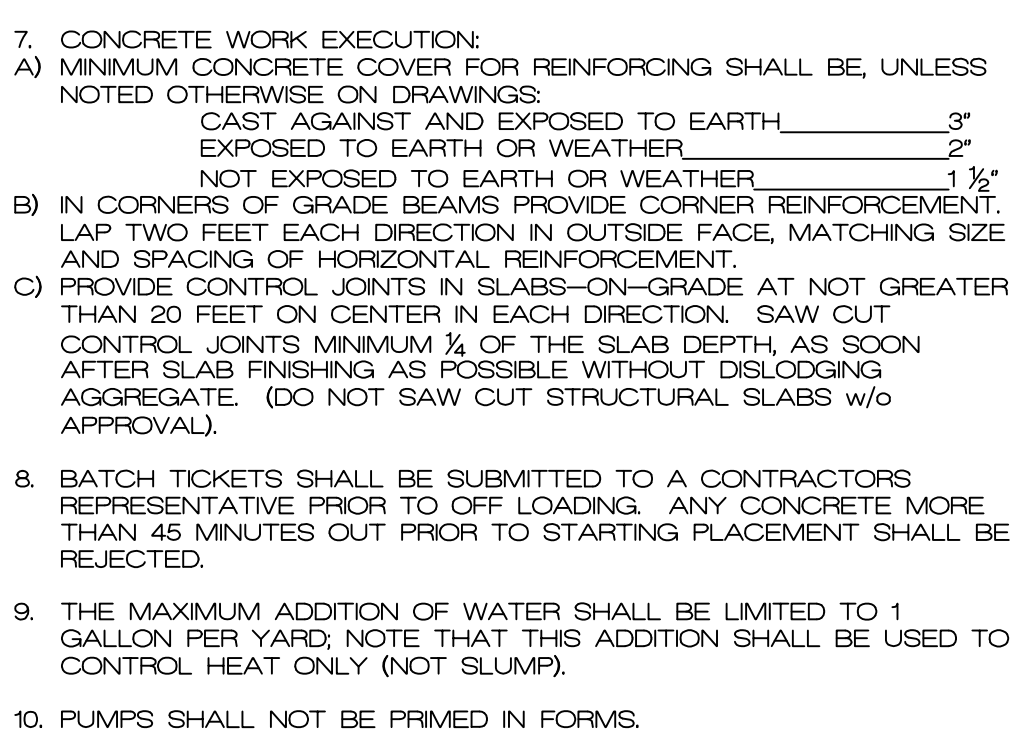 7. CONCRETE WORK EXECUTION:
A) MINIMUM CONCRETE COVER FOR REINFORCING SHALL BE, UNLESS
NOTED OTHERWISE ON DRAWINGS:
CAST AGAINST AND EXPOSED TO EARTH____________3"
EXPOSED TO EARTH OR WEATHER___________________2"
NOT EXPOSED TO EARTH OR WEATHER______________1 ½"
B) IN CORNERS OF GRADE BEAMS PROVIDE CORNER REINFORCEMENT.
LAP TWO FEET EACH DIRECTION IN OUTSIDE FACE, MATCHING SIZE
AND SPACING OF HORIZONTAL REINFORCEMENT.
C) PROVIDE CONTROL JOINTS IN SLABS—ON—GRADE AT NOT GREATER
THAN 20 FEET ON CENTER IN EACH DIRECTION. SAW CUT
CONTROL JOINTS MINIMUM ¼ OF THE SLAB DEPTH, AS SOON
AFTER SLAB FINISHING AS POSSIBLE WITHOUT DISLODGING
AGGREGATE. (DO NOT SAW CUT STRUCTURAL SLABS w/o
APPROVAL).
8. BATCH TICKETS SHALL BE SUBMITTED TO A CONTRACTORS
REPRESENTATIVE PRIOR TO OFF LOADING. ANY CONCRETE MORE
THAN 45 MINUTES OUT PRIOR TO STARTING PLACEMENT SHALL BE
REJECTED.
9. THE MAXIMUM ADDITION OF WATER SHALL BE LIMITED TO 1
GALLON PER YARD; NOTE THAT THIS ADDITION SHALL BE USED TO
CONTROL HEAT ONLY (NOT SLUMP).
10. PUMPS SHALL NOT BE PRIMED IN FORMS.